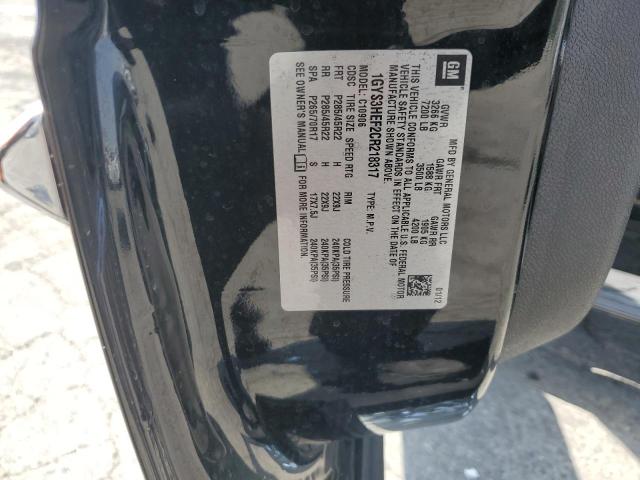 GM
MFD BY GENERAL MOTORS LLC 01/12
GVWR GAWR FRT GAWR RR
3266 KG 1588 KG 1905 KG
7200 LB 3500 LB 4200 LB
THIS VEHICLE CONFORMS TO ALL APPLICABLE U.S. FEDERAL MOTOR
VEHICLE SAFETY STANDARDS IN EFFECT ON THE DATE OF
MANUFACTURE SHOWN ABOVE.
1GYS3HEF2CR218317 TYPE: M.P.V.
CDSC C10906
TIRE SIZE SPEED RTG RIM COLD TIRE PRESSURE
FRT P285/45R22 H 22X9J 240KPA(35PSI)
RR P285/45R22 H 22X9J 240KPA(35PSI)
SPA P265/70R17 S 17X7.5J 240KPA(35PSI)
SEE OWNER'S MANUAL i FOR MORE INFORMATION.